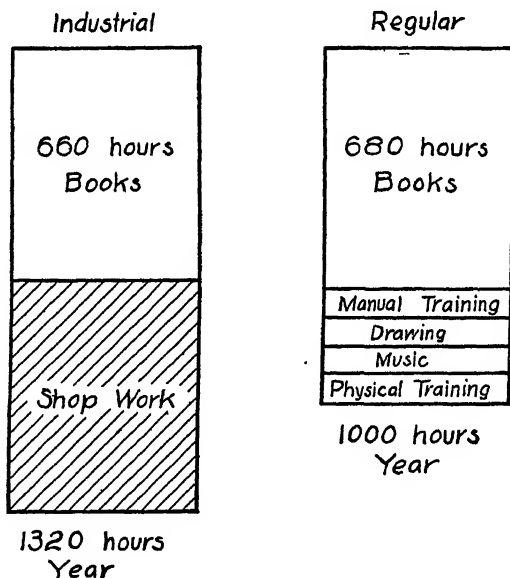 Industrial
660 hours
Books
Shop Work
1320 hours
Year
Regular
680 hours
Books
Manual Training
Drawing
Music
Physical Training
1000 hours
Year